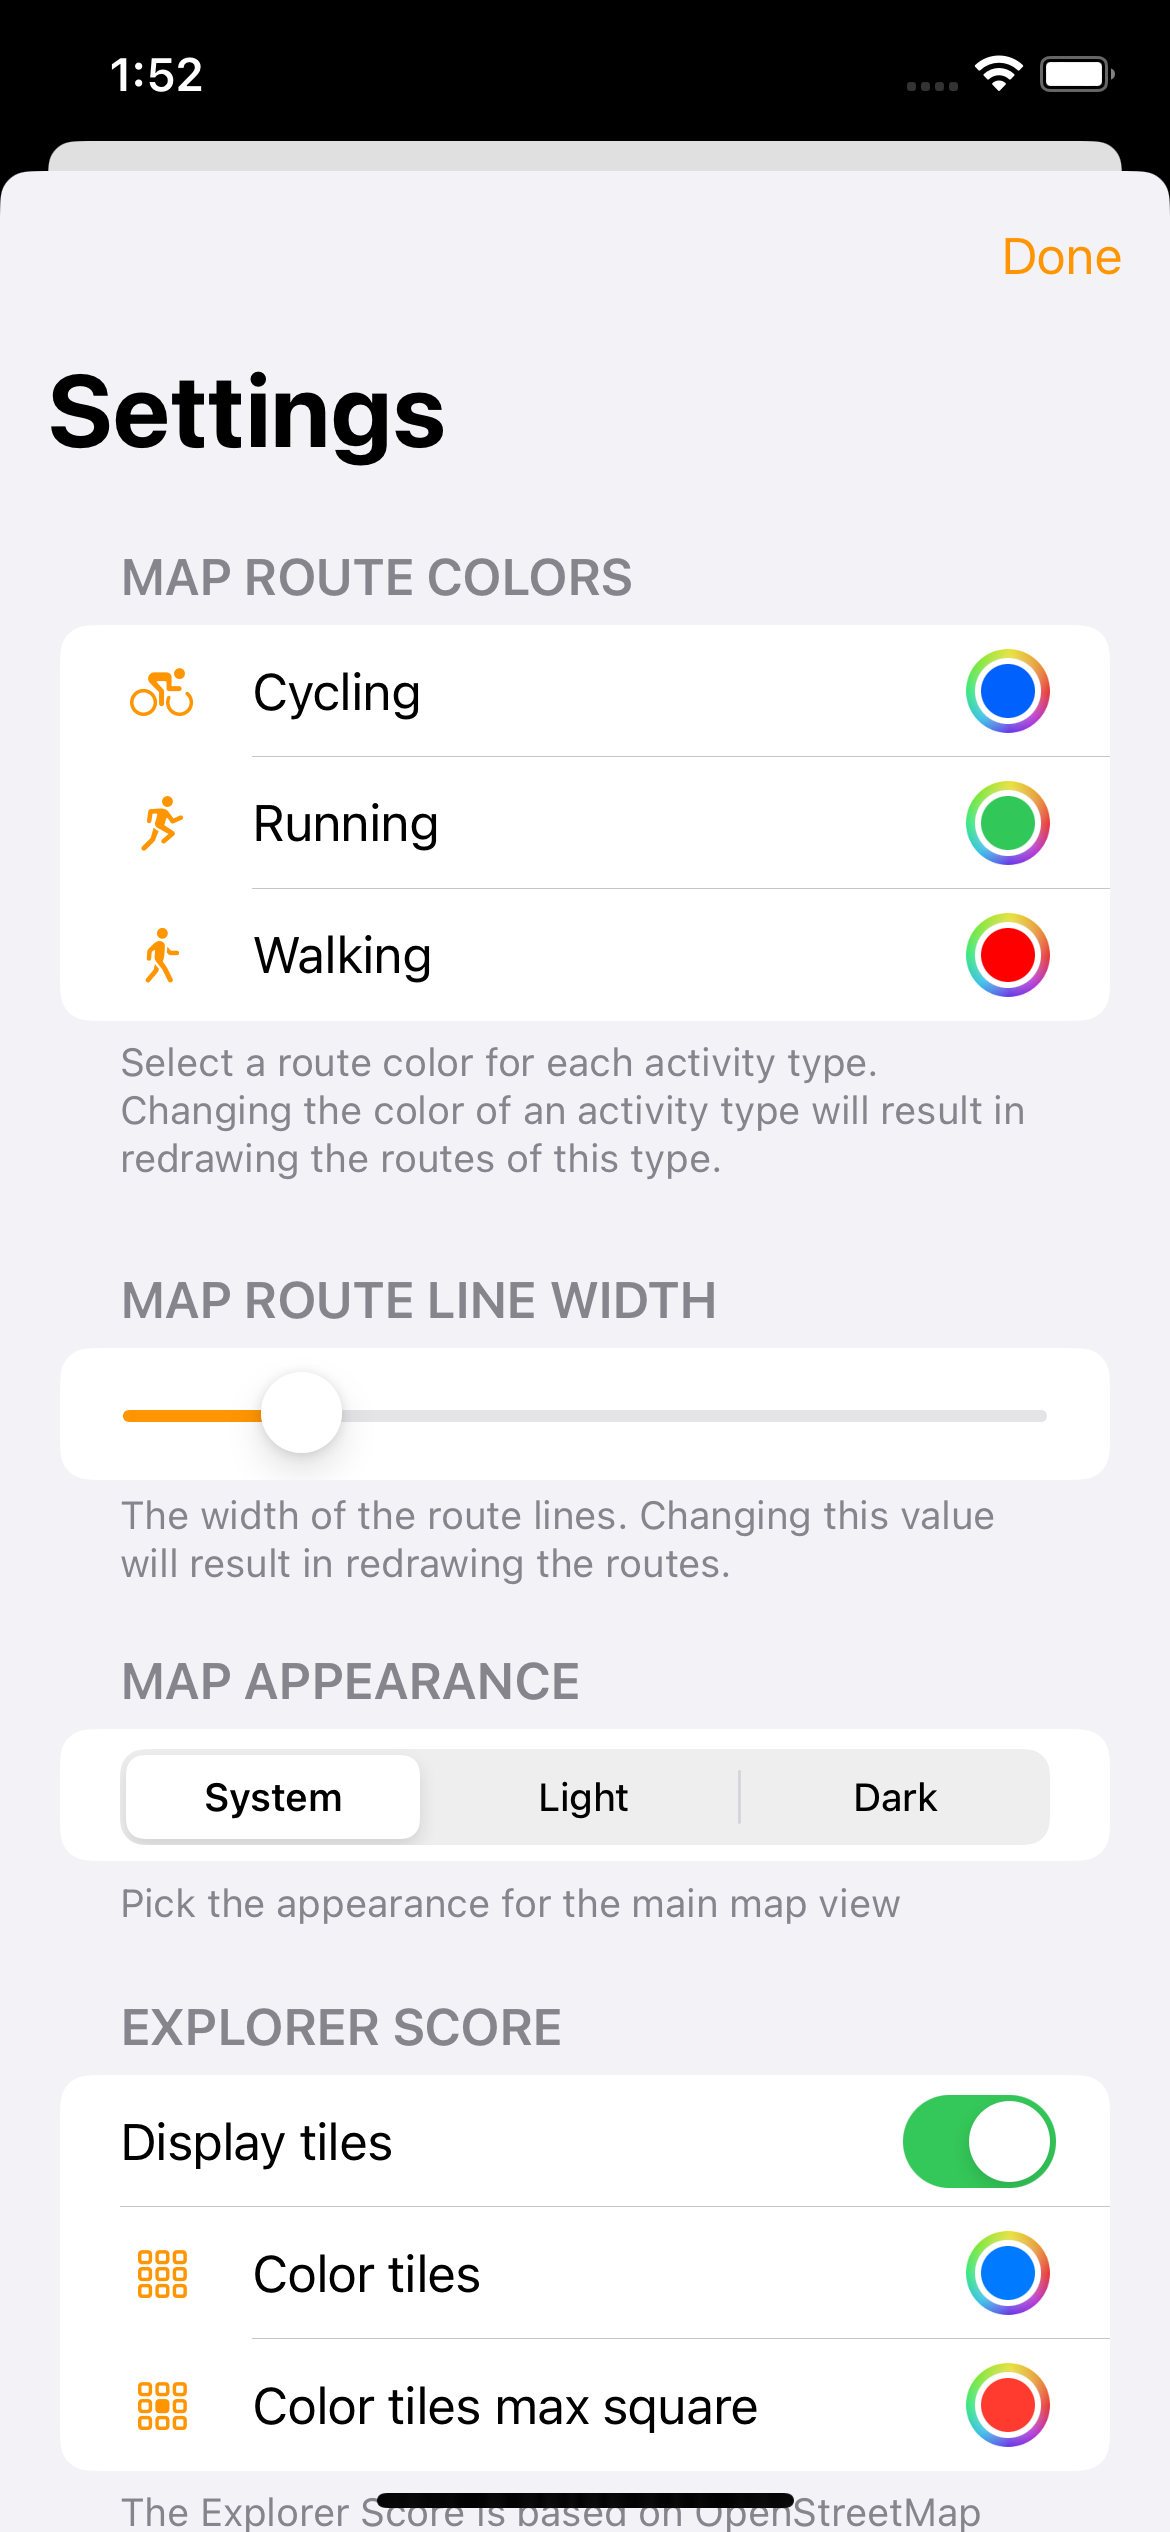 1:52
Done
Settings
MAP ROUTE COLORS
Cycling
Running
Walking
Select a route color for each activity type.
Changing the color of an activity type will result in
redrawing the routes of this type.
MAP ROUTE LINE WIDTH
The width of the route lines. Changing this value
will result in redrawing the routes.
MAP APPEARANCE
System Light Dark
Pick the appearance for the main map view
EXPLORER SCORE
Display tiles
Color tiles
Color tiles max square
The Explorer Score is based on OpenStreetMap